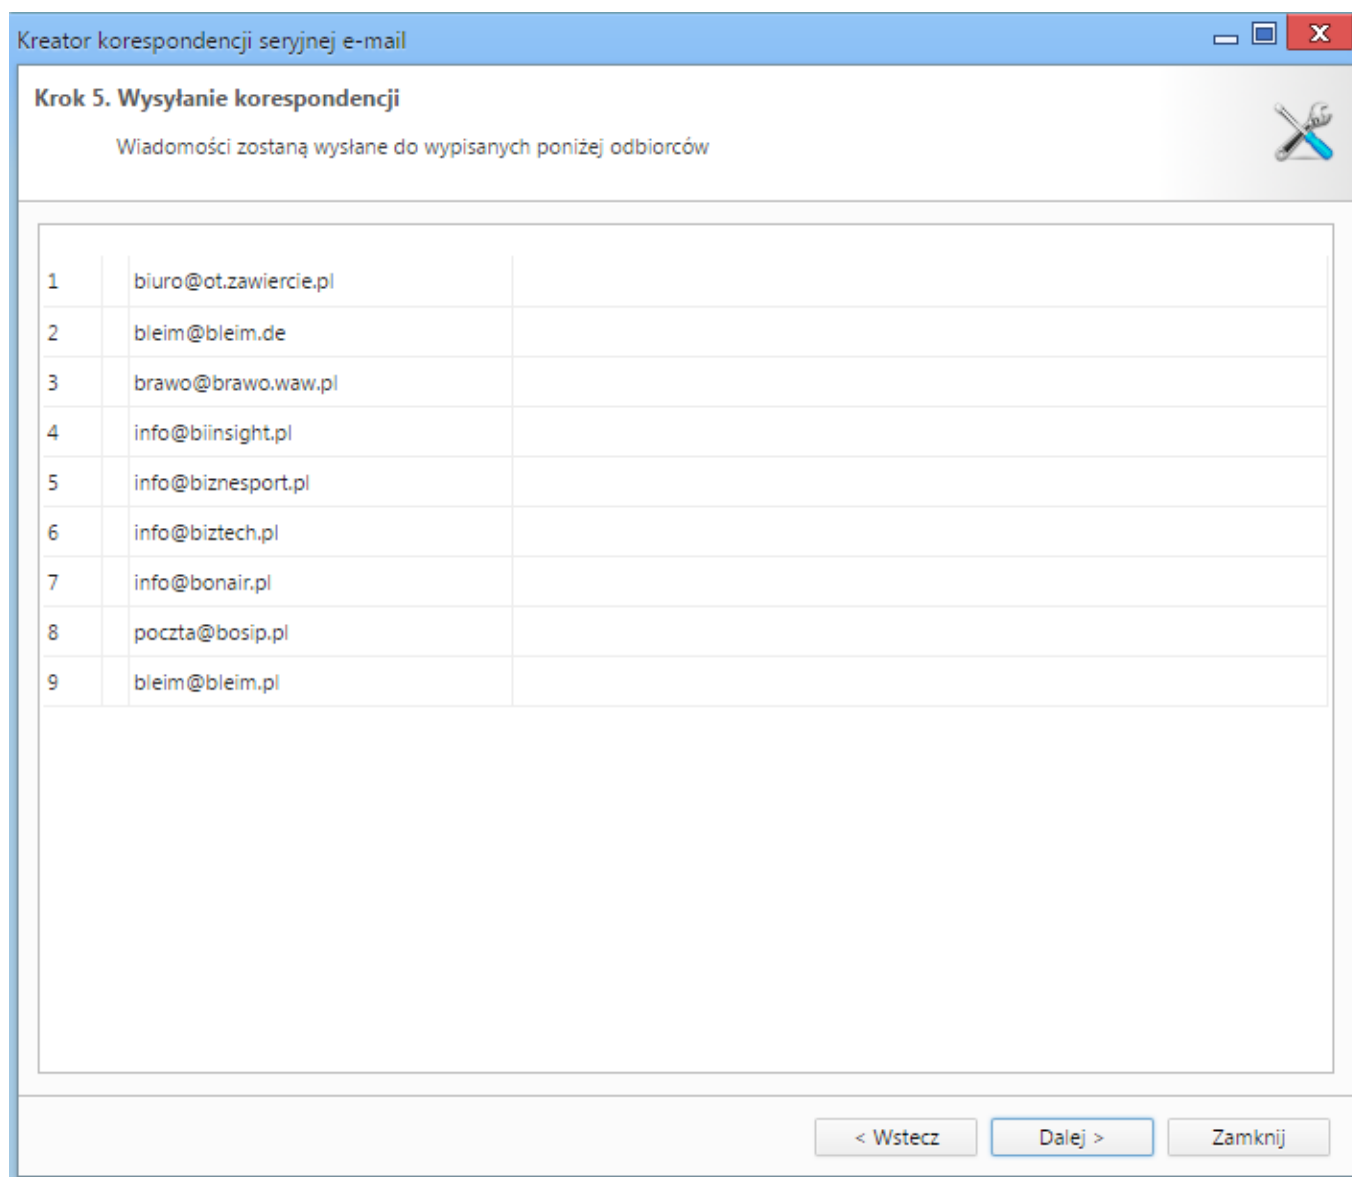 Kreator korespondencji seryjnej e-mail
Krok 5. Wysyłanie korespondencji
Wiadomości zostaną wysłane do wypisanych poniżej odbiorców
1 biuro@ot.zawiercie.pl
2 bleim@bleim.de
3 brawo@brawo.waw.pl
4 info@biinsight.pl
5 info@biznesport.pl
6 info@biztech.pl
7 info@bonair.pl
8 poczta@bosip.pl
9 bleim@bleim.pl
< Wstecz Dalej > Zamknij